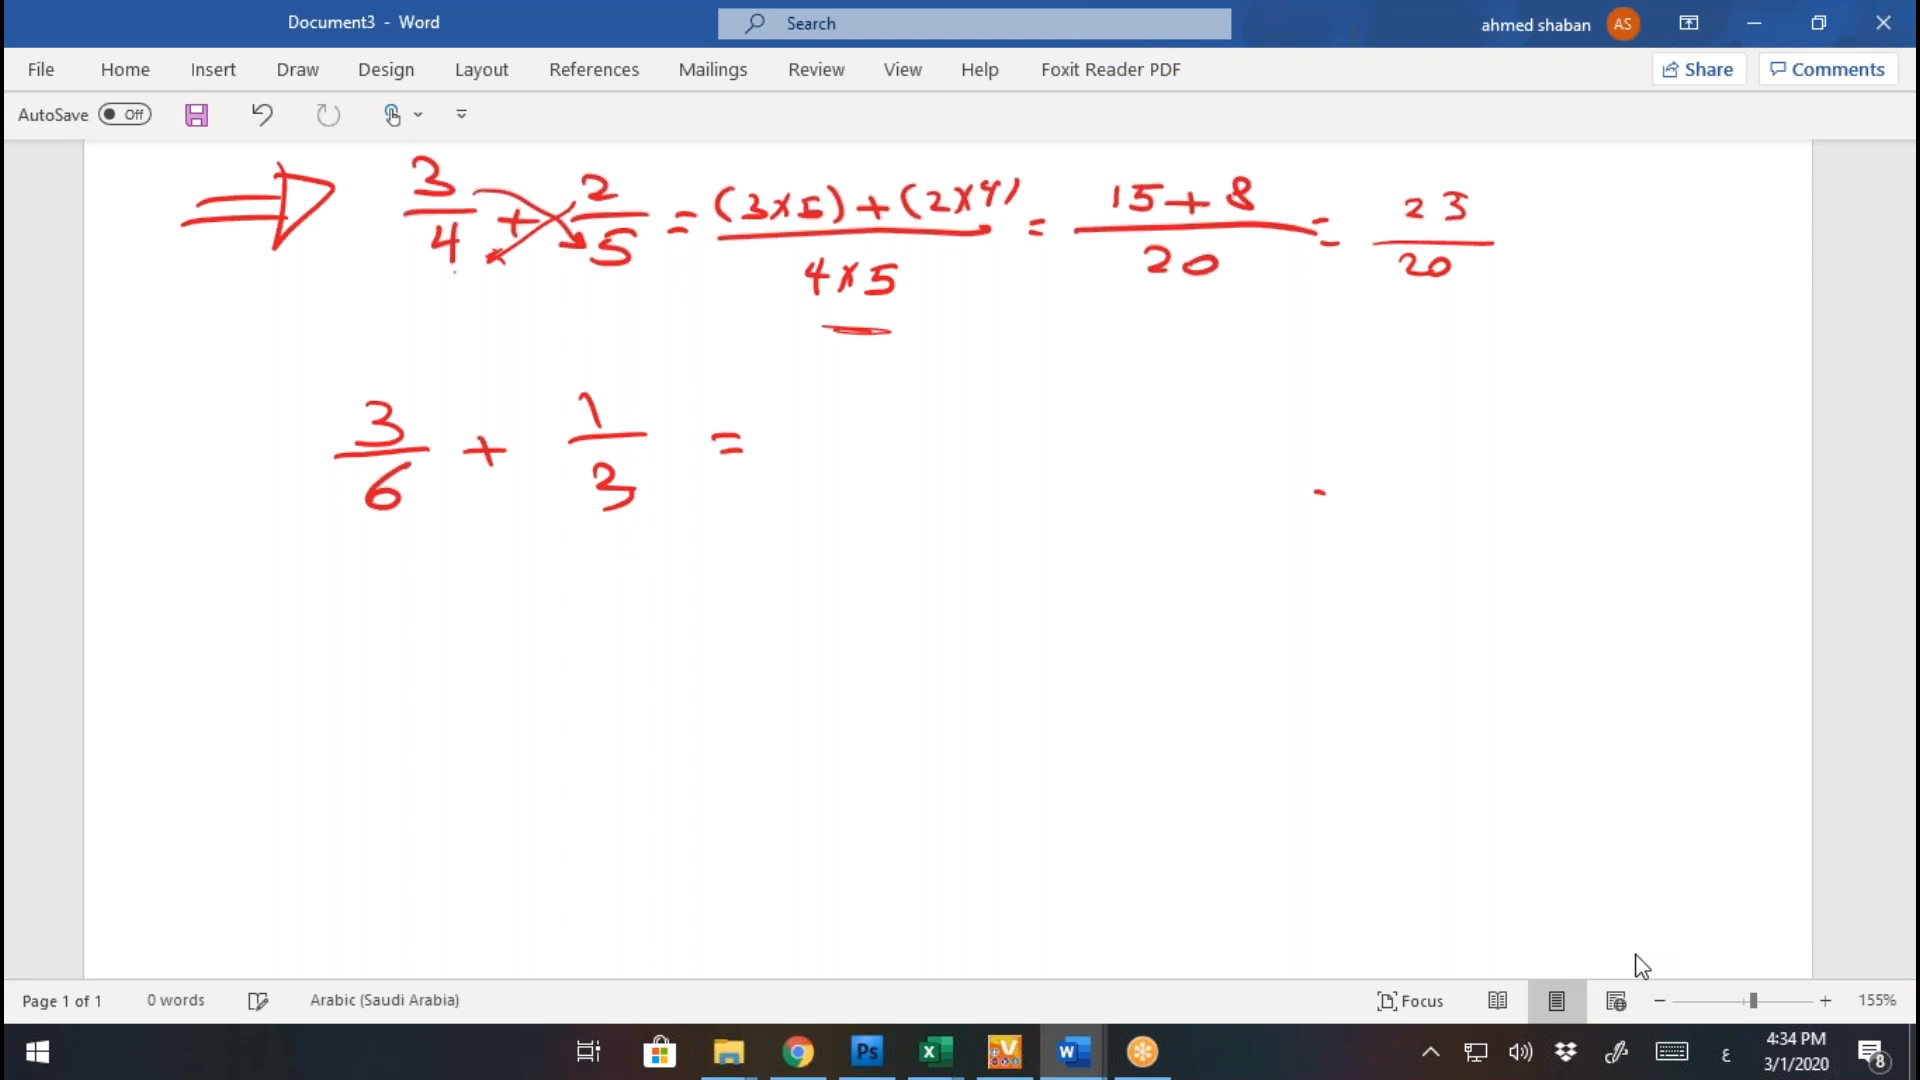 Document3 - Word
Search
ahmed shaban AS
File Home Insert Draw Design Layout References Mailings Review View Help Foxit Reader PDF Share Comments
AutoSave Off
3/4 + 2/5 = (3×5)+(2×4)/4×5 = 15+8/20 = 23/20
3/6 + 1/3 =
Page 1 of 1 0 words Arabic (Saudi Arabia) Focus 155%
Ps X W ع 4:34 PM
3/1/2020 8